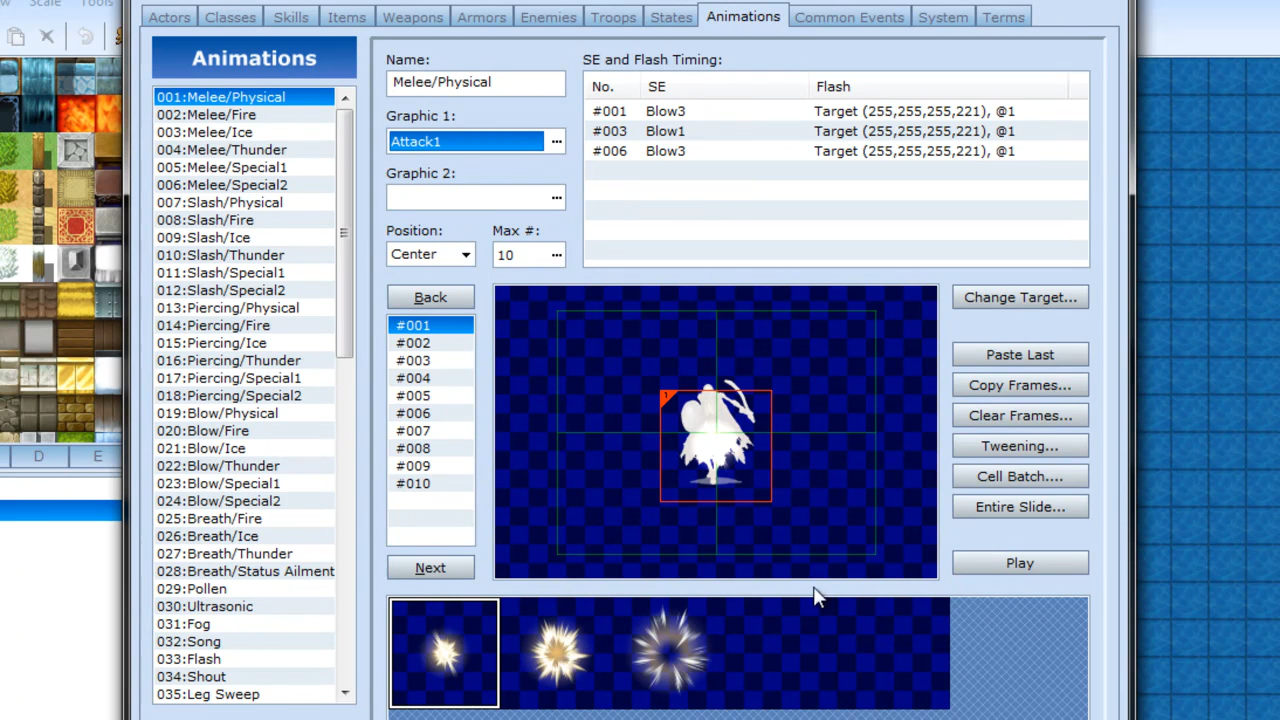 Scale Tools
Actors Classes Skills Items Weapons Armors Enemies Troops States Animations Common Events System Terms
Animations
001:Melee/Physical
002:Melee/Fire
003:Melee/Ice
004:Melee/Thunder
005:Melee/Special1
006:Melee/Special2
007:Slash/Physical
008:Slash/Fire
009:Slash/Ice
010:Slash/Thunder
011:Slash/Special1
012:Slash/Special2
013:Piercing/Physical
014:Piercing/Fire
015:Piercing/Ice
016:Piercing/Thunder
017:Piercing/Special1
018:Piercing/Special2
019:Blow/Physical
020:Blow/Fire
021:Blow/Ice
022:Blow/Thunder
023:Blow/Special1
024:Blow/Special2
025:Breath/Fire
026:Breath/Ice
027:Breath/Thunder
028:Breath/Status Ailment
029:Pollen
030:Ultrasonic
031:Fog
032:Song
033:Flash
034:Shout
035:Leg Sweep
Name:
Melee/Physical
Graphic 1:
Attack1
Graphic 2:
Position: Max #:
Center 10
SE and Flash Timing:
No. SE Flash
#001 Blow3 Target (255,255,255,221), @1
#003 Blow1 Target (255,255,255,221), @1
#006 Blow3 Target (255,255,255,221), @1
Back
#001
#002
#003
#004
#005
#006
#007
#008
#009
#010
Next
1
Change Target...
Paste Last
Copy Frames...
Clear Frames...
Tweening...
Cell Batch....
Entire Slide...
Play
D E